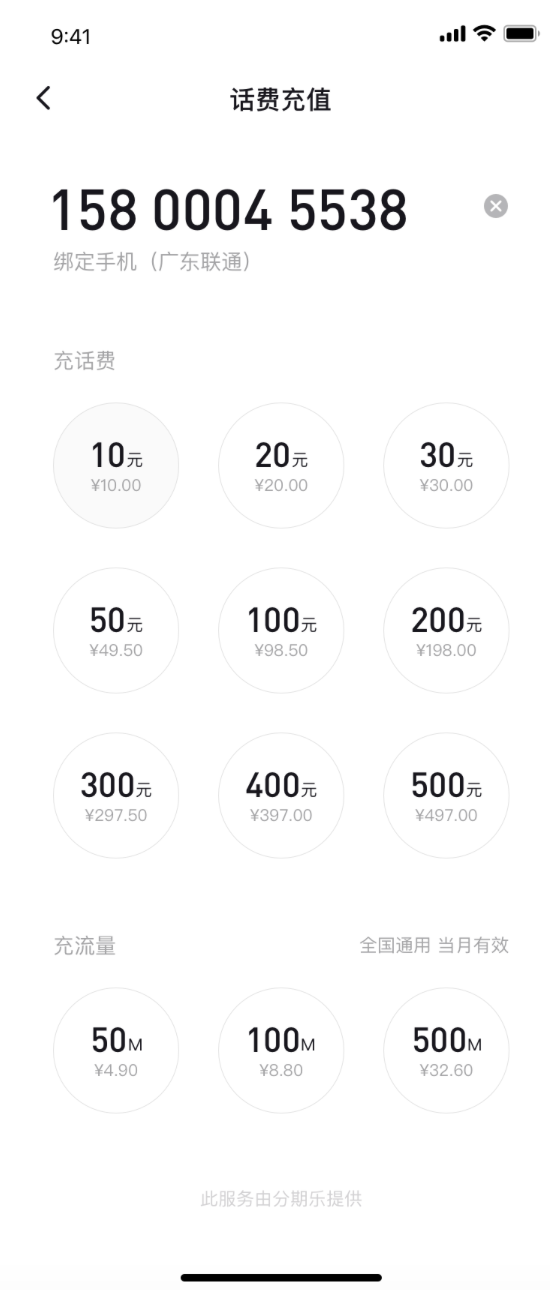 9:41
话费充值
158 0004 5538
绑定手机（广东联通）
充话费
10元 20元 30元
¥10.00 ¥20.00 ¥30.00
50元 100元 200元
¥49.50 ¥98.50 ¥198.00
300元 400元 500元
¥297.50 ¥397.00 ¥497.00
充流量 全国通用 当月有效
50M 100M 500M
¥4.90 ¥8.80 ¥32.60
此服务由分期乐提供